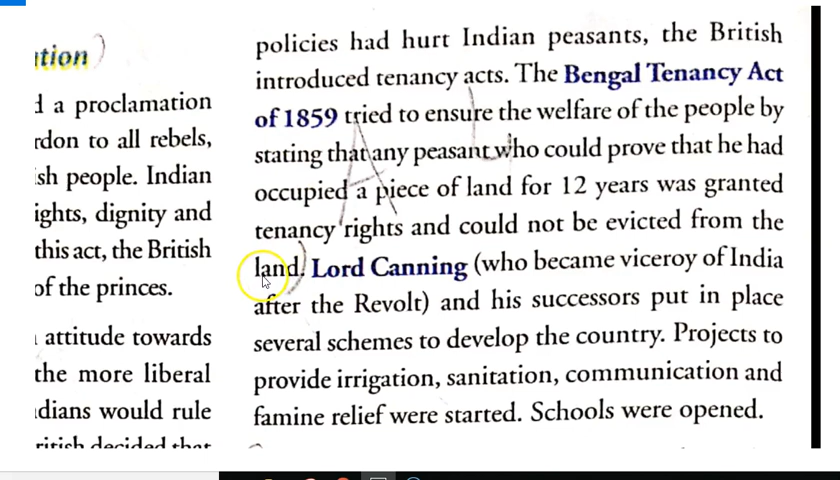 ution
d a proclamation
rdon to all rebels,
sh people. Indian
ights, dignity and
this act, the British
of the princes.
attitude towards
the more liberal
dians would rule
ritish decided that
policies had hurt Indian peasants, the British
introduced tenancy acts. The Bengal Tenancy Act
of 1859 tried to ensure the welfare of the people by
stating that any peasant who could prove that he had
occupied a piece of land for 12 years was granted
tenancy rights and could not be evicted from the
land. Lord Canning (who became viceroy of India
after the Revolt) and his successors put in place
several schemes to develop the country. Projects to
provide irrigation, sanitation, communication and
famine relief were started. Schools were opened.